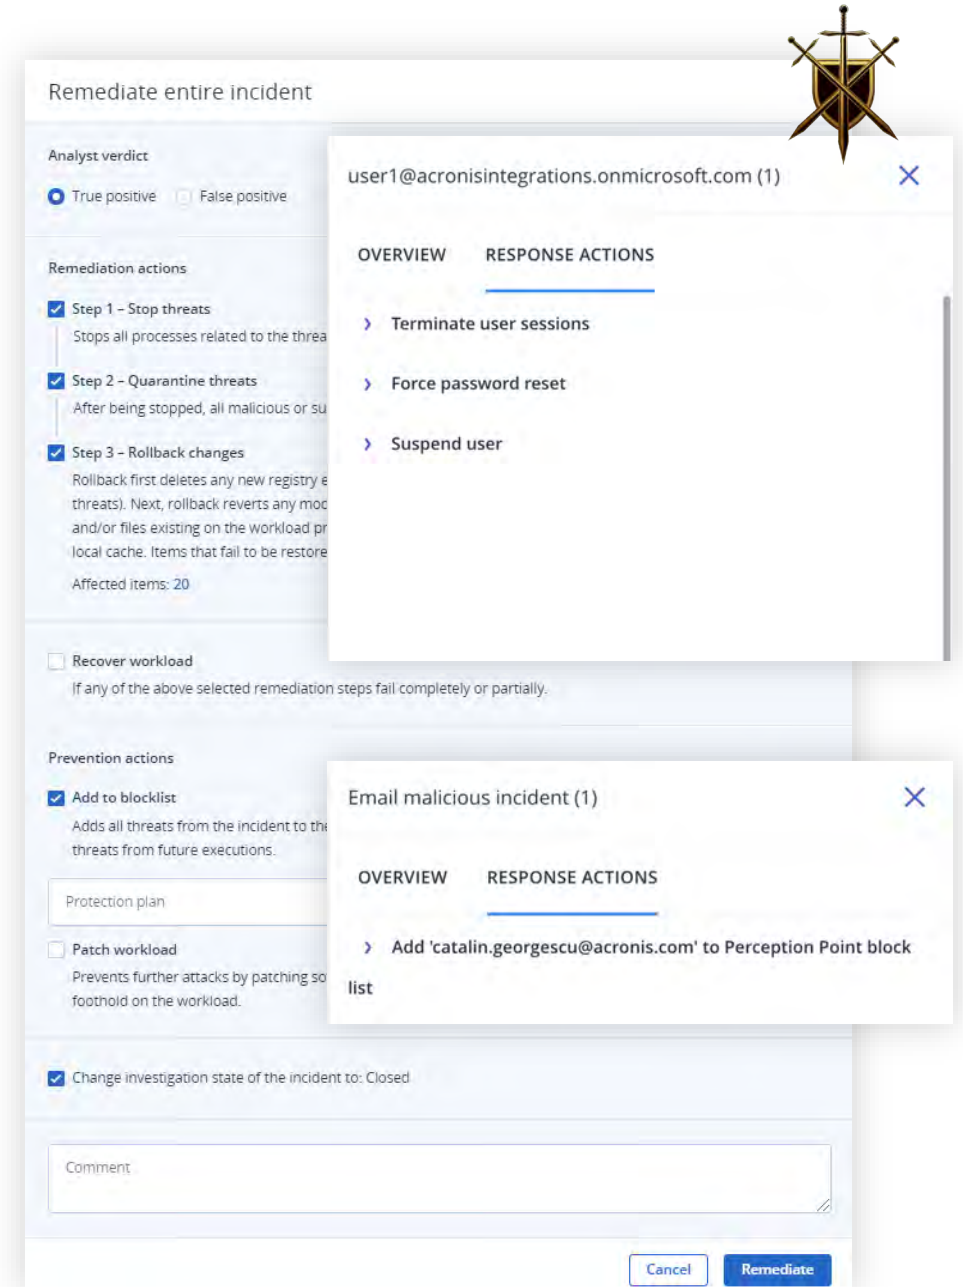 Remediate entire incident
Analyst verdict
True positive
False positive
Remediation actions
Step 1 – Stop threats
Stops all processes related to the threa
Step 2 – Quarantine threats
After being stopped, all malicious or su
Step 3 – Rollback changes
Rollback first deletes any new registry e
threats). Next, rollback reverts any mod
and/or files existing on the workload pr
local cache. Items that fail to be restore
Affected items: 20
Recover workload
If any of the above selected remediation steps fail completely or partially.
Prevention actions
Add to blocklist
Adds all threats from the incident to the
threats from future executions.
Protection plan
Patch workload
Prevents further attacks by patching so
foothold on the workload.
Change investigation state of the incident to: Closed
Comment
Cancel
Remediate
user1@acronisintegrations.onmicrosoft.com (1)
OVERVIEW
RESPONSE ACTIONS
Terminate user sessions
Force password reset
Suspend user
Email malicious incident (1)
OVERVIEW
RESPONSE ACTIONS
Add 'catalin.georgescu@acronis.com' to Perception Point block
list